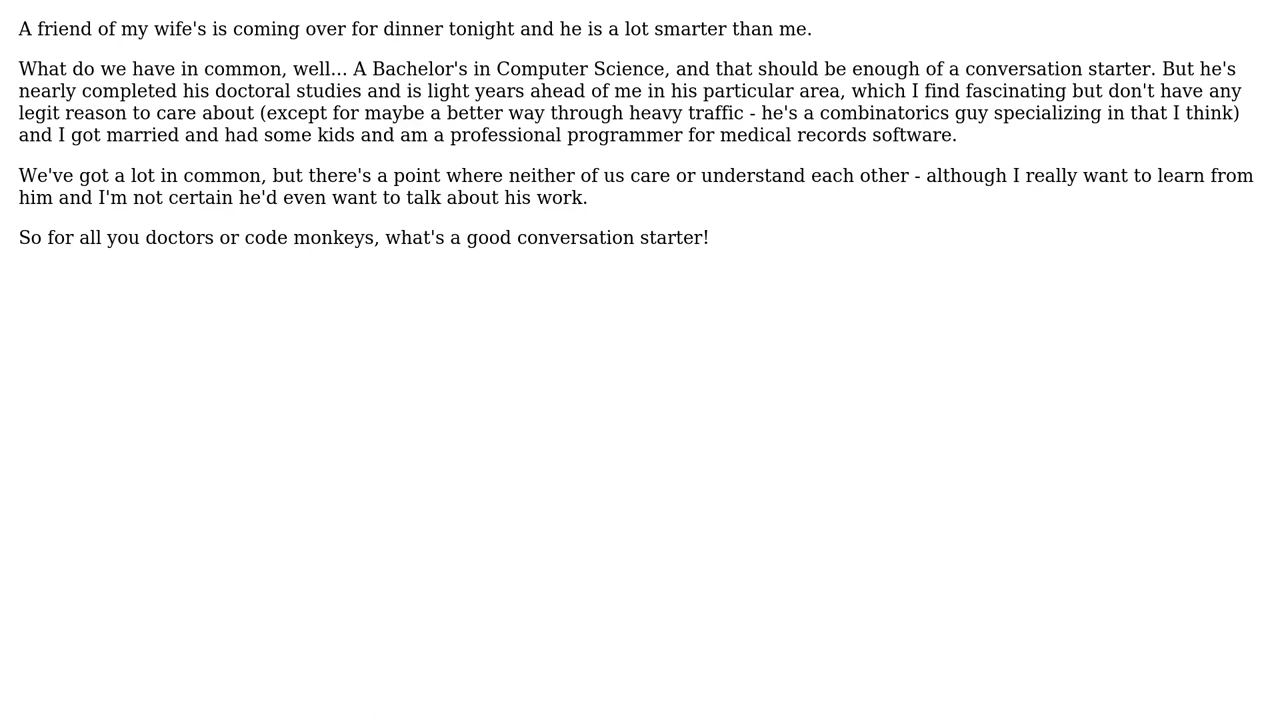 A friend of my wife's is coming over for dinner tonight and he is a lot smarter than me.
What do we have in common, well... A Bachelor's in Computer Science, and that should be enough of a conversation starter. But he's
nearly completed his doctoral studies and is light years ahead of me in his particular area, which I find fascinating but don't have any
legit reason to care about (except for maybe a better way through heavy traffic - he's a combinatorics guy specializing in that I think)
and I got married and had some kids and am a professional programmer for medical records software.
We've got a lot in common, but there's a point where neither of us care or understand each other - although I really want to learn from
him and I'm not certain he'd even want to talk about his work.
So for all you doctors or code monkeys, what's a good conversation starter!